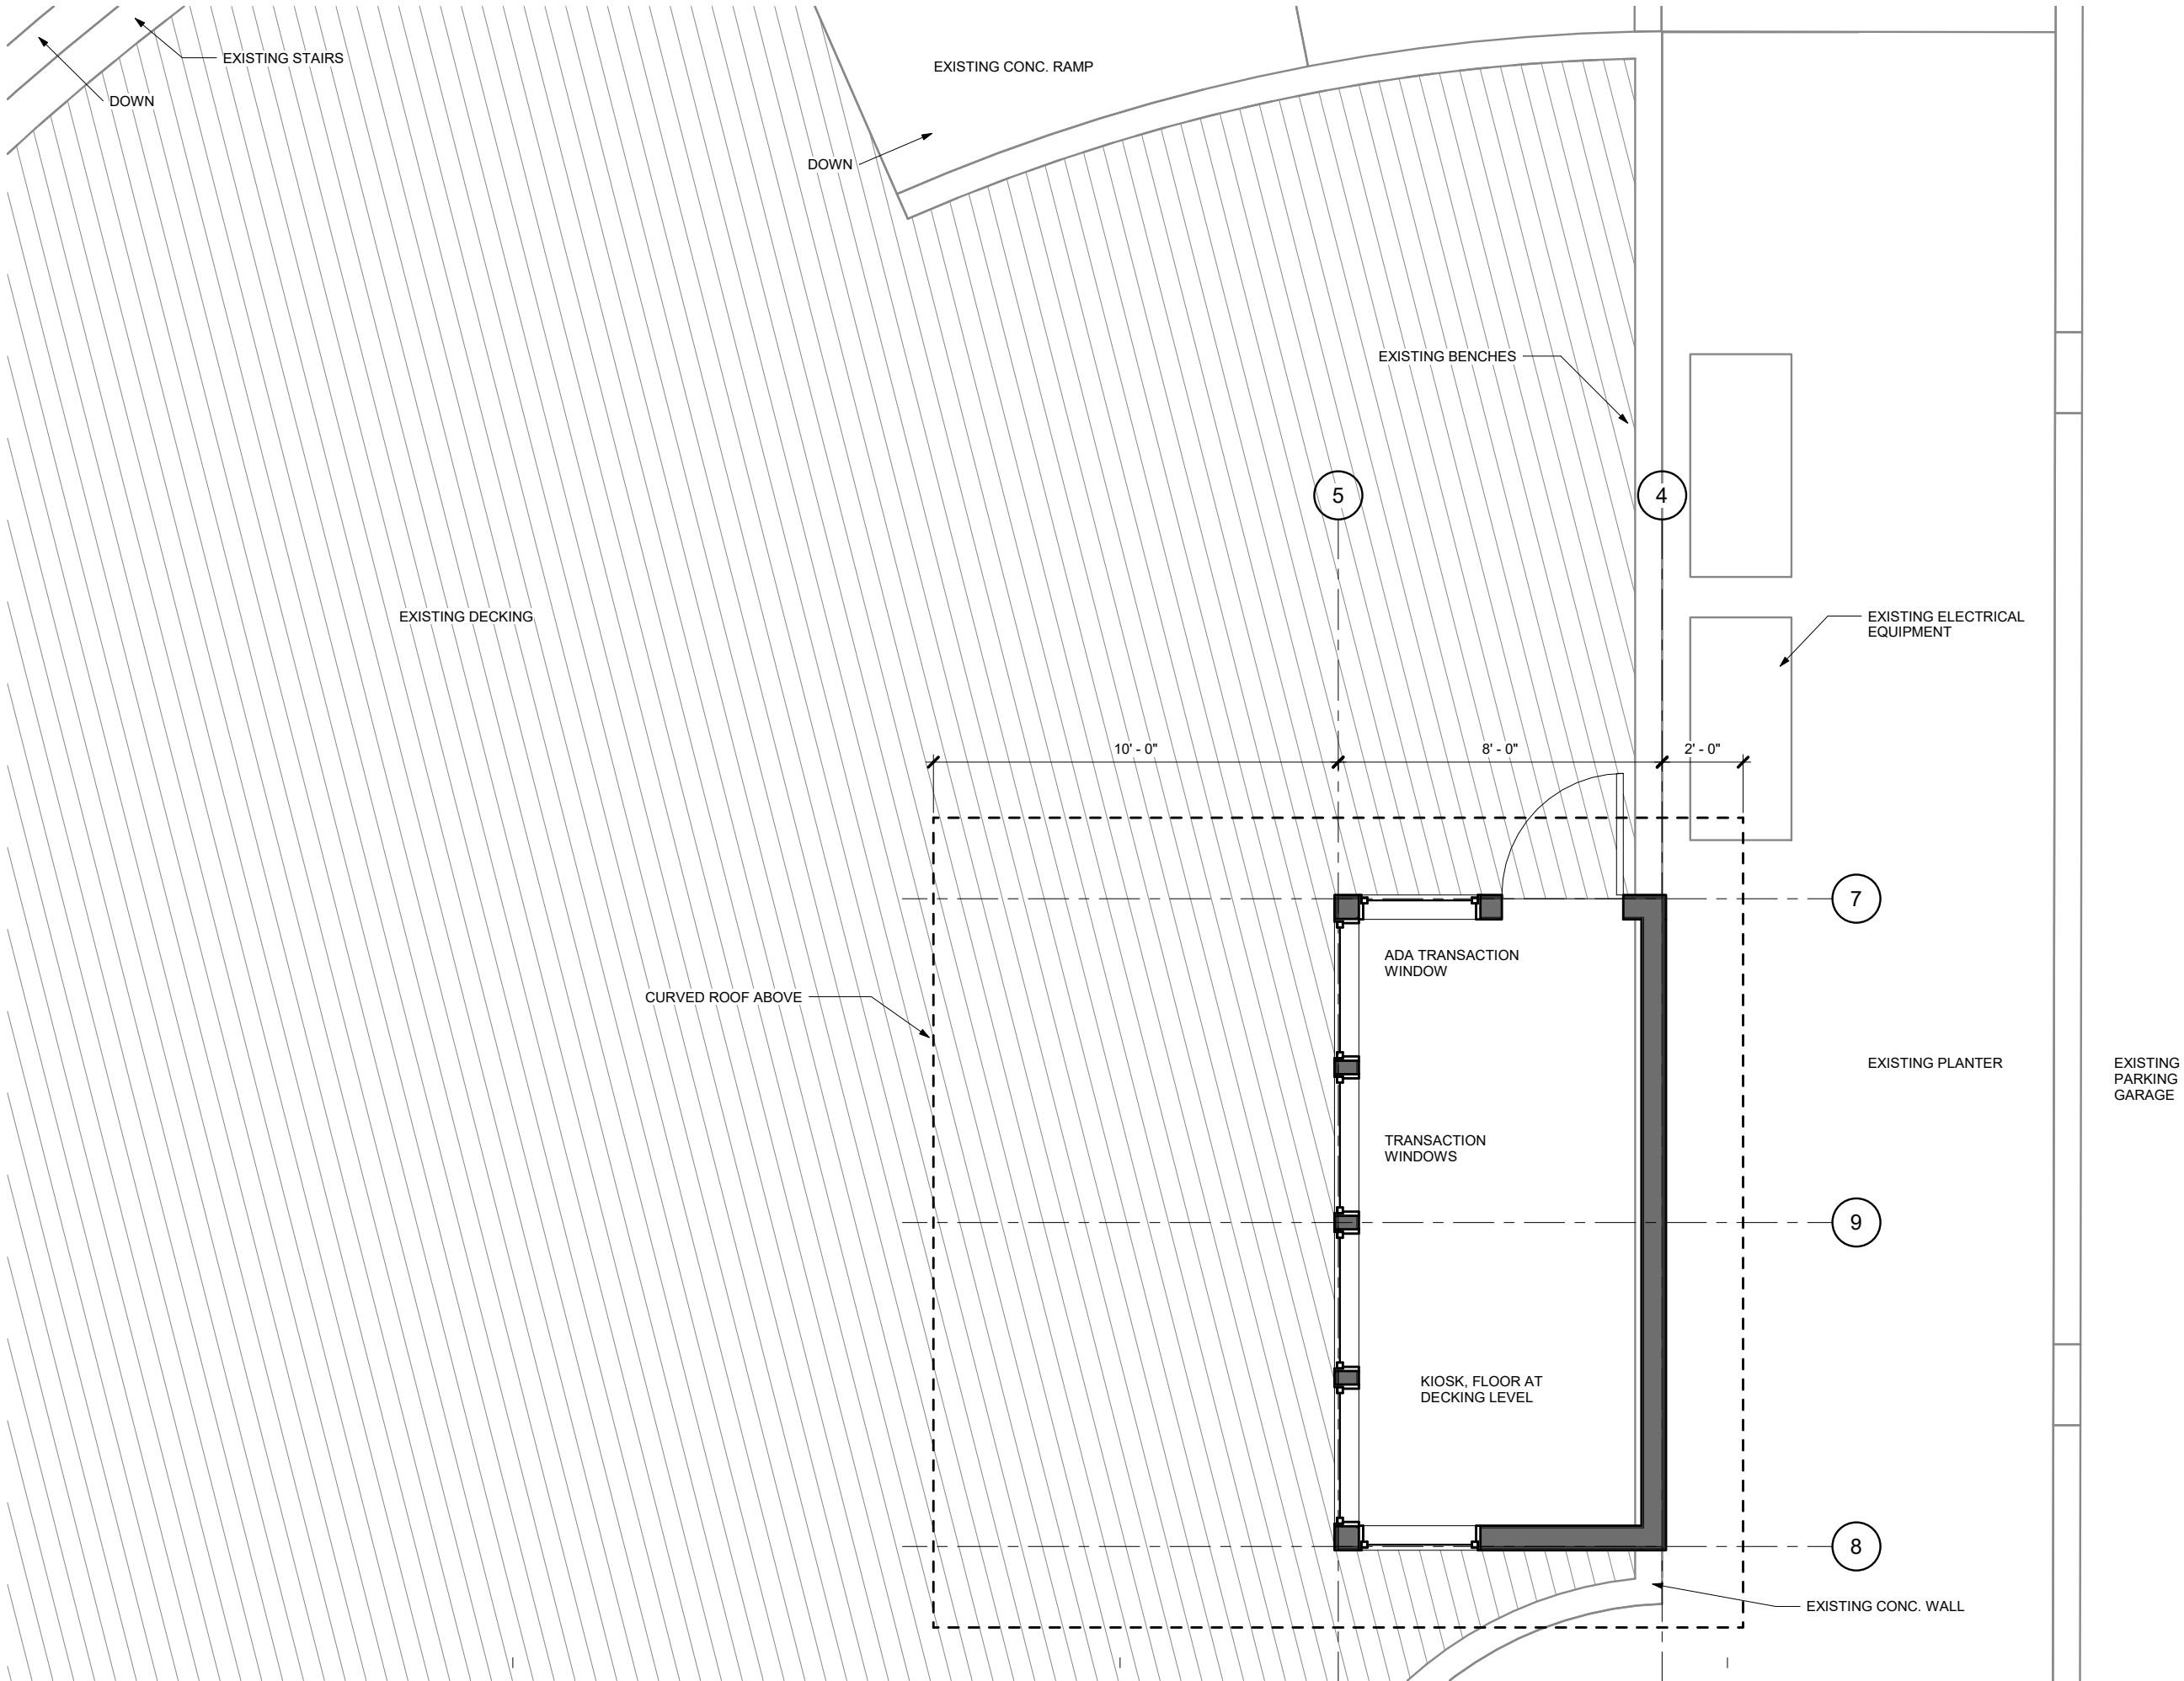 EXISTING STAIRS
EXISTING CONC. RAMP
DOWN
DOWN
EXISTING BENCHES
5
4
EXISTING DECKING
EXISTING ELECTRICAL
EQUIPMENT
10' - 0"
8' - 0"
2' - 0"
7
ADA TRANSACTION
WINDOW
CURVED ROOF ABOVE
EXISTING PLANTER
EXISTING
PARKING
GARAGE
TRANSACTION
WINDOWS
9
KIOSK, FLOOR AT
DECKING LEVEL
8
EXISTING CONC. WALL